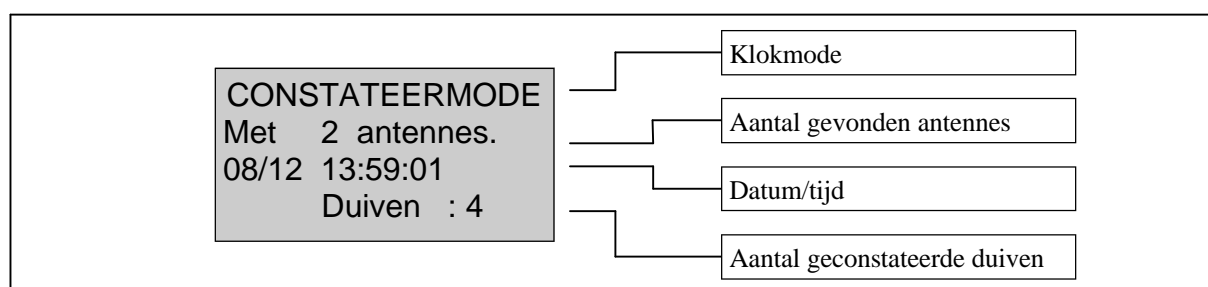 CONSTATEERMODE
Met 2 antennes.
08/12 13:59:01
Duiven : 4
Klokmode
Aantal gevonden antennes
Datum/tijd
Aantal geconstateerde duiven